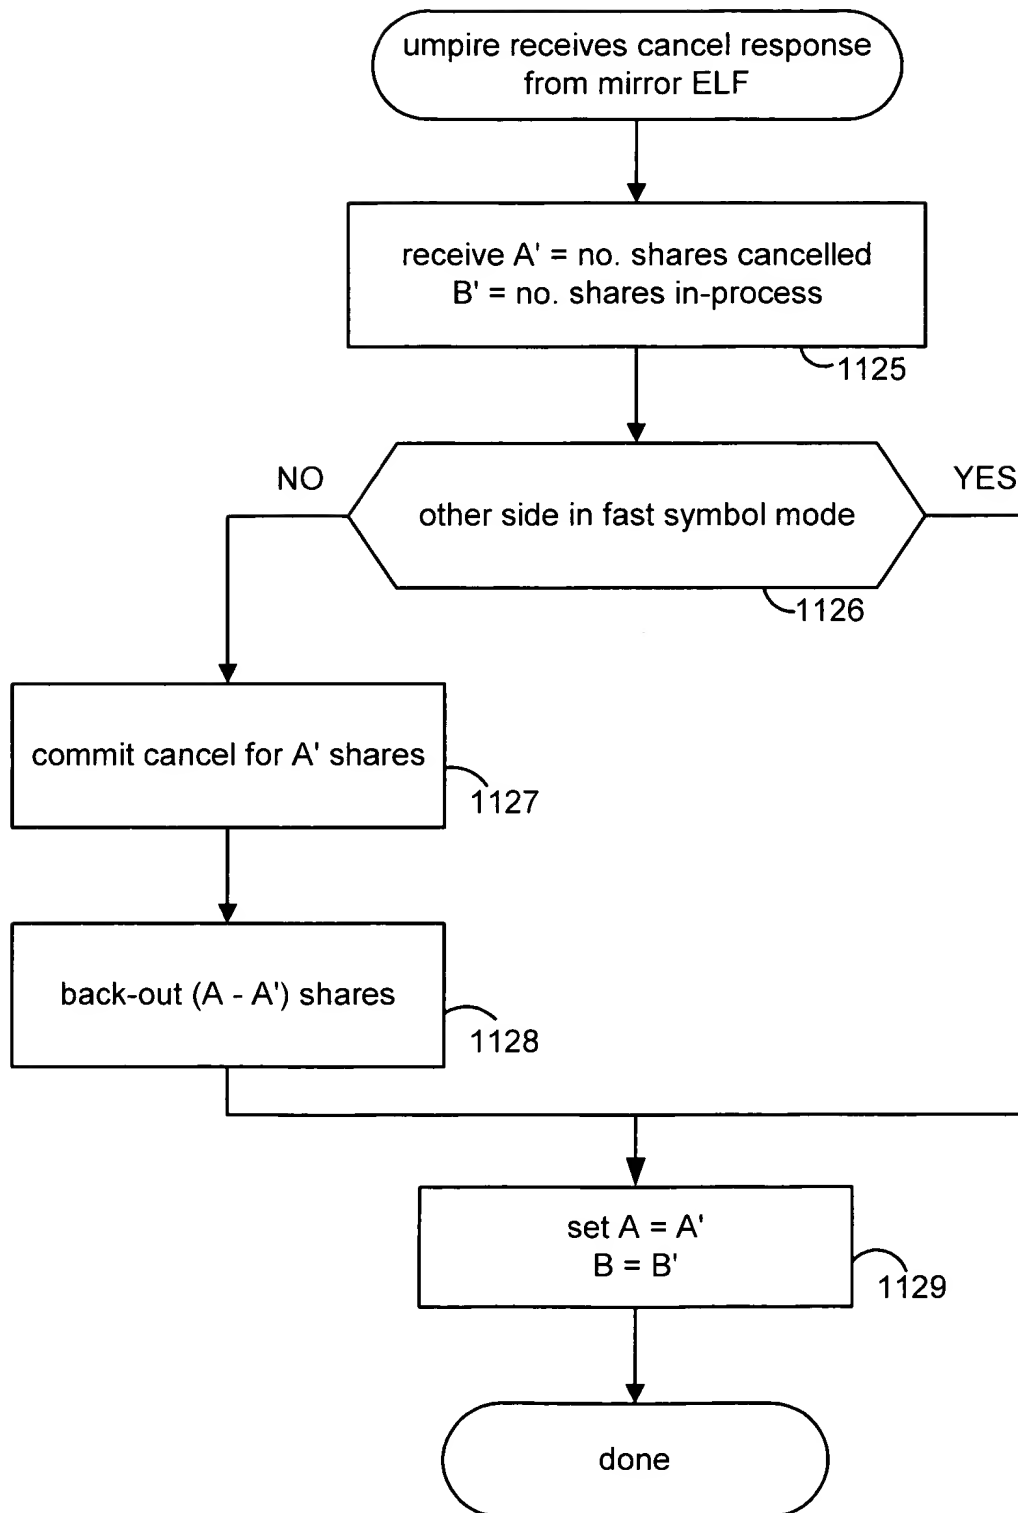 umpire receives cancel response
from mirror ELF
receive A' = no. shares cancelled
B' = no. shares in-process
1125
NO
YES
other side in fast symbol mode
1126
commit cancel for A' shares
1127
back-out (A - A') shares
1128
set A = A'
B = B'
1129
done